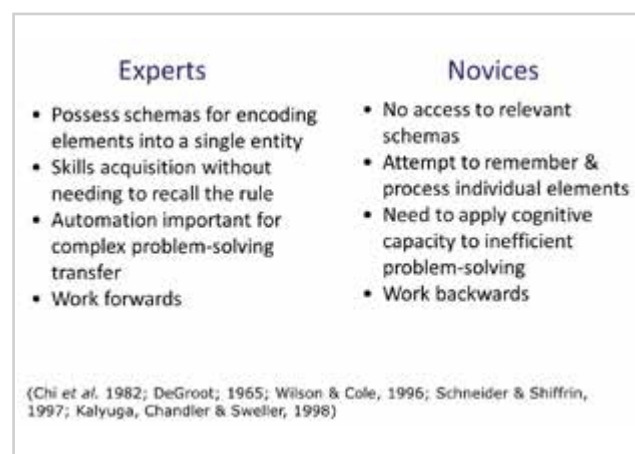 Experts
• Possess schemas for encoding
elements into a single entity
• Skills acquisition without
needing to recall the rule
• Automation important for
complex problem-solving
transfer
• Work forwards
Novices
• No access to relevant
schemas
• Attempt to remember &
process individual elements
• Need to apply cognitive
capacity to inefficient
problem-solving
• Work backwards
(Chi et al. 1982; DeGroot; 1965; Wilson & Cole, 1996; Schneider & Shiffrin,
1997; Kalyuga, Chandler & Sweller, 1998)